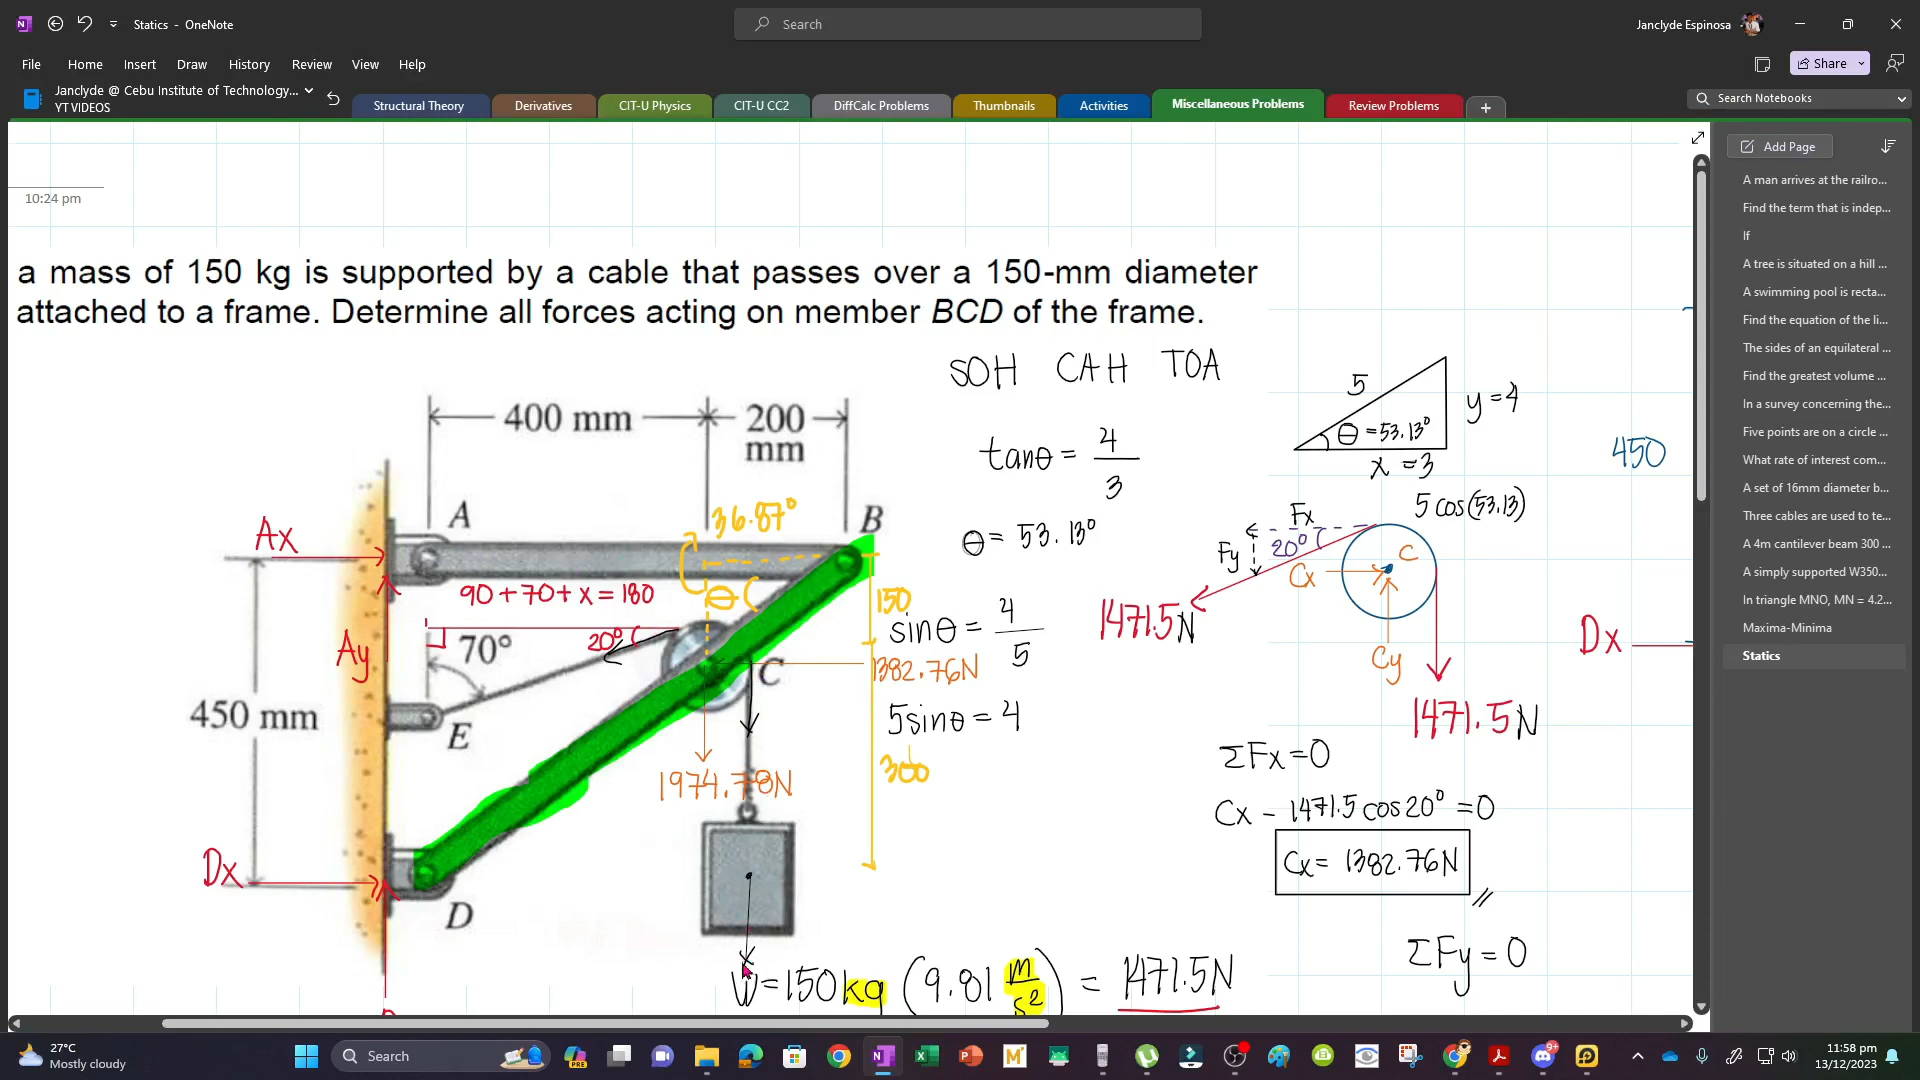 Statics - OneNote
Search
Janclyde Espinosa
File Home Insert Draw History Review View Help
Share
Janclyde @ Cebu Institute of Technology...
YT VIDEOS
Structural Theory Derivatives CIT-U Physics CIT-U CC2 DiffCalc Problems Thumbnails Activities Miscellaneous Problems Review Problems +
Search Notebooks
Add Page
A man arrives at the railro...
Find the term that is indep...
If
A tree is situated on a hill ...
A swimming pool is recta...
Find the equation of the li...
The sides of an equilateral ...
Find the greatest volume ...
In a survey concerning the...
Five points are on a circle ...
What rate of interest com...
A set of 16mm diameter b...
Three cables are used to te...
A 4m cantilever beam 300 ...
A simply supported W350...
In triangle MNO, MN = 4.2...
Maxima-Minima
Statics
10:24 pm
a mass of 150 kg is supported by a cable that passes over a 150-mm diameter
attached to a frame. Determine all forces acting on member BCD of the frame.
SOH CAH TOA
400 mm
200
mm
tanθ = 4/3
θ = 53.13°
5
y = 4
θ = 53.13°
x = 3
5 cos(53.13)
450
A
36.87°
B
Ax
90+70+x=180
θ
150
sinθ = 4/5
5sinθ = 4
Ay
70°
20°
1382.76N
C
450 mm
E
300
1974.78N
Dx
D
Fx
Fy
20°
Cx
C
1471.5N
Cy
1471.5N
Dx
ΣFx=0
Cx - 1471.5 cos20° = 0
Cx = 1382.76N
ΣFy = 0
W=150kg (9.81 m/s²) = 1471.5N
27°C
Mostly cloudy
Search
PRE
9+
11:58 pm
13/12/2023